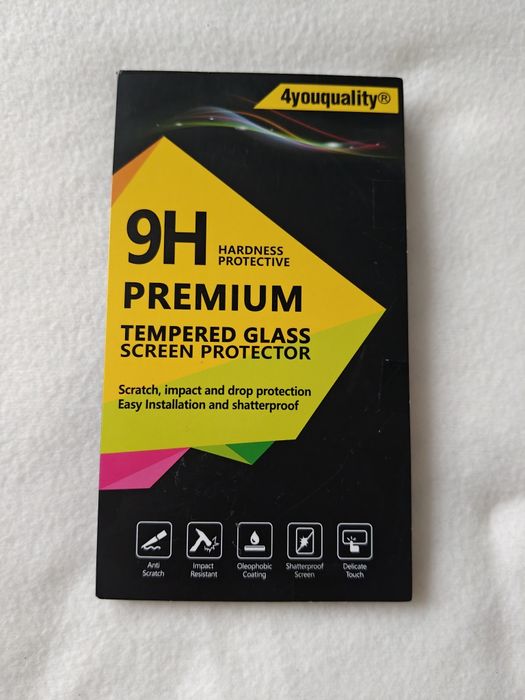 4youquality®
9H
HARDNESS
PROTECTIVE
PREMIUM
TEMPERED GLASS
SCREEN PROTECTOR
Scratch, impact and drop protection
Easy Installation and shatterproof
Anti
Scratch
Impact
Resistant
Oleophobic
Coating
Shatterproof
Screen
Delicate
Touch